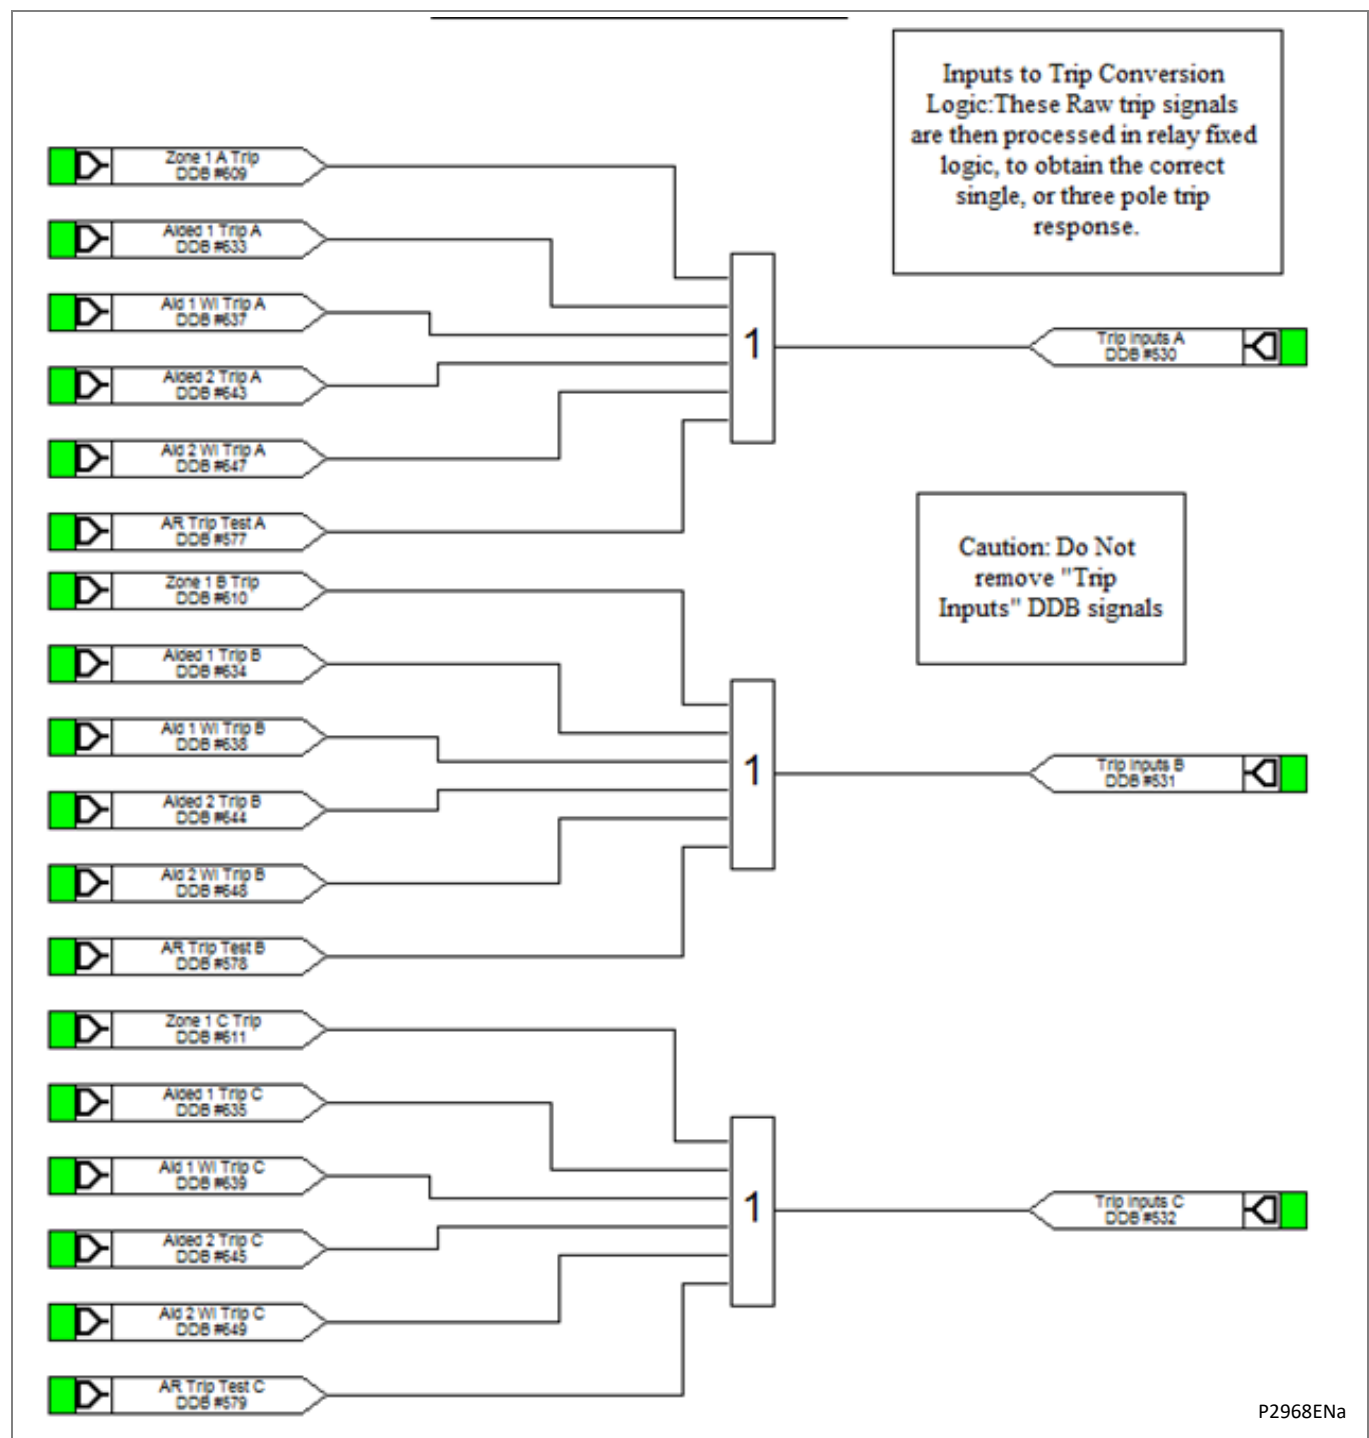 Inputs to Trip Conversion
Logic:These Raw trip signals
are then processed in relay fixed
logic, to obtain the correct
single, or three pole trip
response.
Zone 1 A Trip
DDB #609
Aided 1 Trip A
DDB #633
Aid 1 WI Trip A
DDB #637
Aided 2 Trip A
DDB #643
Aid 2 WI Trip A
DDB #647
AR Trip Test A
DDB #577
1
Trip Inputs A
DDB #530
Caution: Do Not
remove "Trip
Inputs" DDB signals
Zone 1 B Trip
DDB #610
Aided 1 Trip B
DDB #634
Aid 1 WI Trip B
DDB #638
Aided 2 Trip B
DDB #644
Aid 2 WI Trip B
DDB #648
AR Trip Test B
DDB #578
1
Trip Inputs B
DDB #531
Zone 1 C Trip
DDB #611
Aided 1 Trip C
DDB #635
Aid 1 WI Trip C
DDB #639
Aided 2 Trip C
DDB #645
Aid 2 WI Trip C
DDB #649
AR Trip Test C
DDB #579
1
Trip Inputs C
DDB #532
P2968ENa